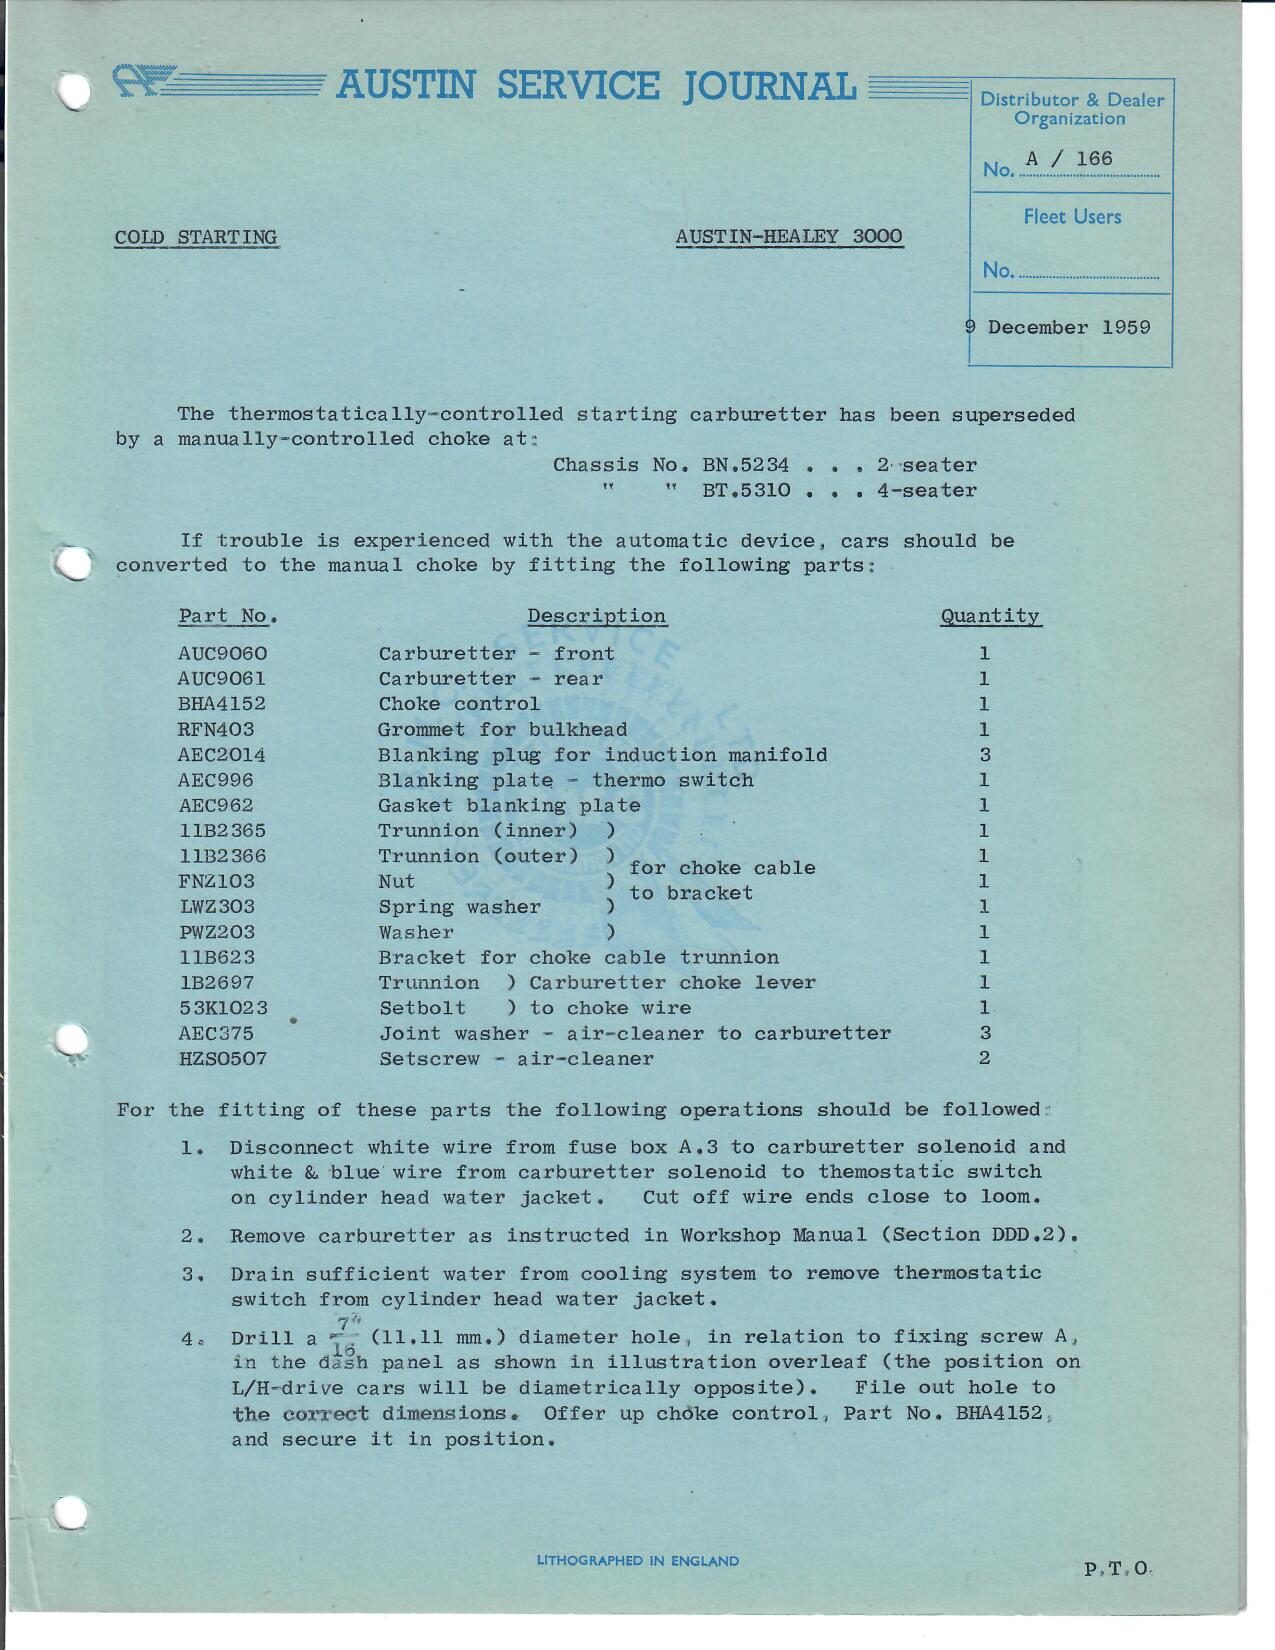 AUSTIN SERVICE JOURNAL
Distributor & Dealer
Organization
No. A / 166
Fleet Users
No.
9 December 1959
COLD STARTING AUSTIN-HEALEY 3000
The thermostatically-controlled starting carburetter has been superseded
by a manually-controlled choke at:
Chassis No. BN.5234 . . . 2-seater
" " BT.5310 . . . 4-seater
If trouble is experienced with the automatic device, cars should be
converted to the manual choke by fitting the following parts:
Part No. Description Quantity
AUC9060 Carburetter - front 1
AUC9061 Carburetter - rear 1
BHA4152 Choke control 1
RFN403 Grommet for bulkhead 1
AEC2014 Blanking plug for induction manifold 3
AEC996 Blanking plate - thermo switch 1
AEC962 Gasket blanking plate 1
11B2365 Trunnion (inner) ) 1
11B2366 Trunnion (outer) ) 1
for choke cable
FNZ103 Nut ) 1
to bracket
LWZ303 Spring washer ) 1
PWZ203 Washer ) 1
11B623 Bracket for choke cable trunnion 1
1B2697 Trunnion ) Carburetter choke lever 1
53K1023 Setbolt ) to choke wire 1
AEC375 Joint washer - air-cleaner to carburetter 3
HZS0507 Setscrew - air-cleaner 2
For the fitting of these parts the following operations should be followed:
1. Disconnect white wire from fuse box A.3 to carburetter solenoid and
white & blue wire from carburetter solenoid to themostatic switch
on cylinder head water jacket. Cut off wire ends close to loom.
2. Remove carburetter as instructed in Workshop Manual (Section DDD.2).
3. Drain sufficient water from cooling system to remove thermostatic
switch from cylinder head water jacket.
4. Drill a 7/16" (11.11 mm.) diameter hole, in relation to fixing screw A,
in the dash panel as shown in illustration overleaf (the position on
L/H-drive cars will be diametrically opposite). File out hole to
the correct dimensions. Offer up choke control, Part No. BHA4152,
and secure it in position.
LITHOGRAPHED IN ENGLAND
P.T.O.